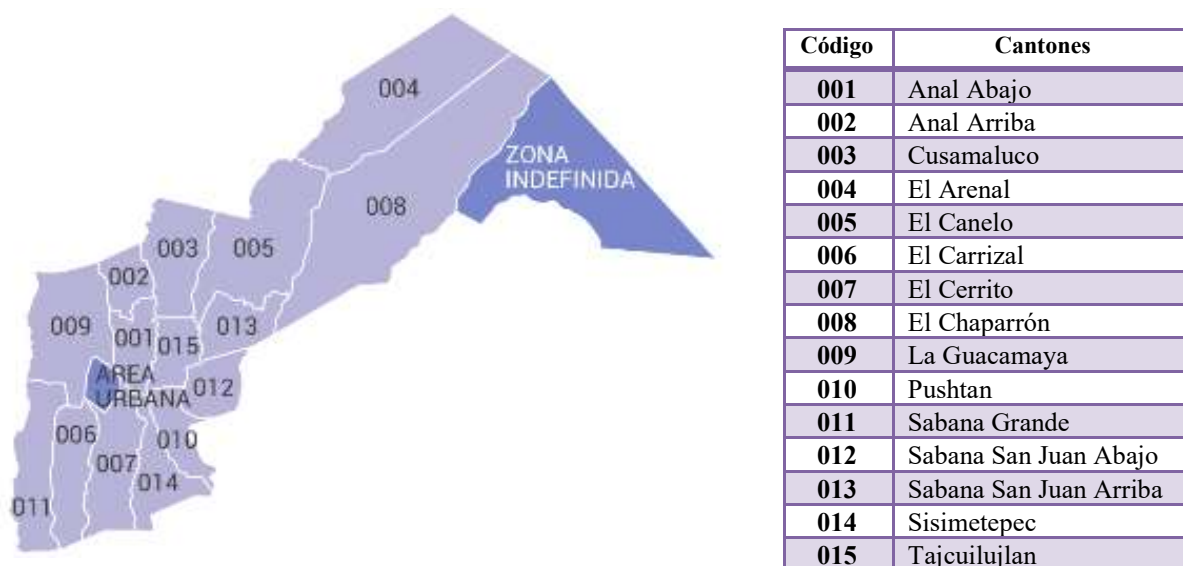 004
ZONA
INDEFINIDA
008
003
005
002
009
001
015
013
AREA
URBANA
012
006
010
007
014
011
Código Cantones
001 Anal Abajo
002 Anal Arriba
003 Cusamaluco
004 El Arenal
005 El Canelo
006 El Carrizal
007 El Cerrito
008 El Chaparrón
009 La Guacamaya
010 Pushtan
011 Sabana Grande
012 Sabana San Juan Abajo
013 Sabana San Juan Arriba
014 Sisimetepec
015 Tajcuilujlan